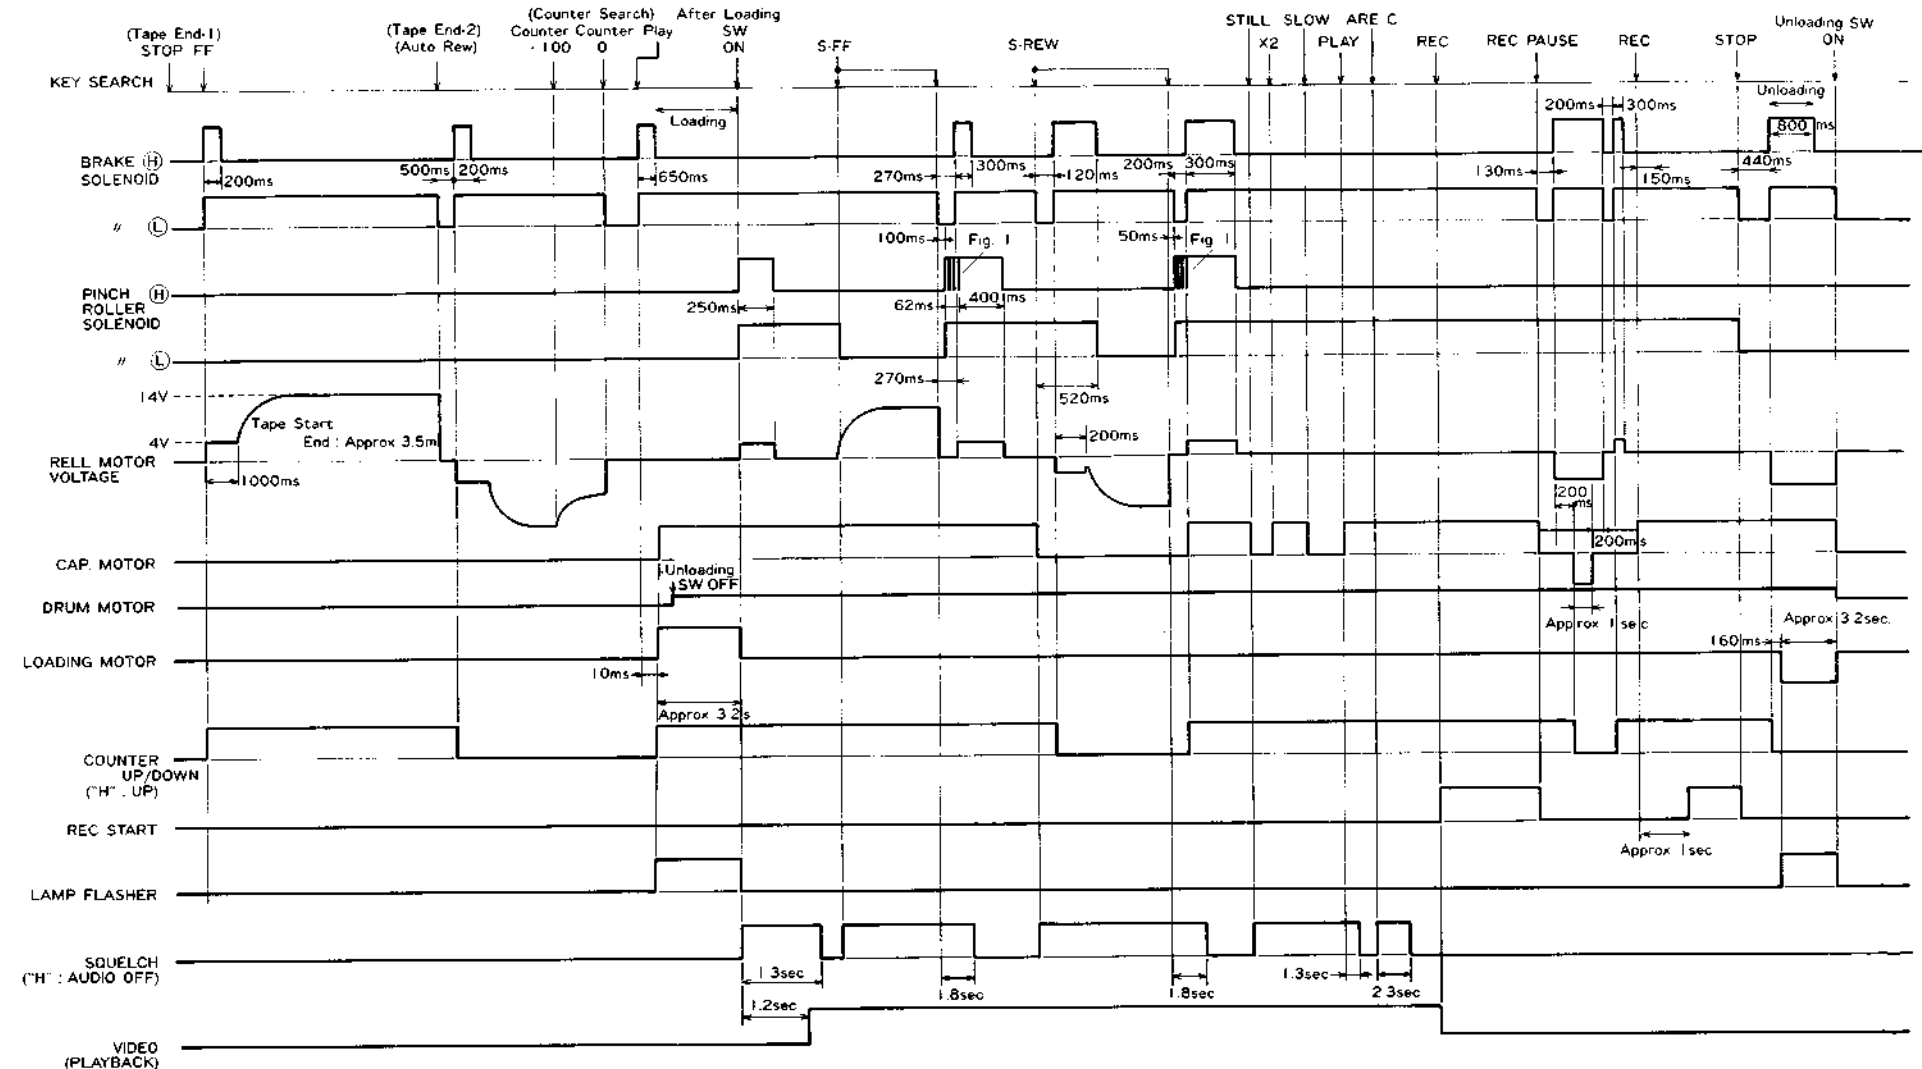 (Counter Search) After Loading
(Tape End-1) (Tape End-2) Counter Counter Play SW STILL SLOW ARE C Unloading SW
STOP FF (Auto Rew) - 100 0 ON S-FF S-REW X2 PLAY REC REC PAUSE REC STOP ON
KEY SEARCH
Loading
Unloading
200ms 300ms
800 ms
BRAKE Ⓗ
SOLENOID
200ms
500ms 200ms
650ms
270ms 300ms
120ms
200ms 300ms
130ms
150ms
440ms
〃 Ⓛ
100ms Fig. 1
50ms Fig 1
PINCH Ⓗ
ROLLER
SOLENOID
250ms
62ms 400ms
〃 Ⓛ
270ms
520ms
14V
Tape Start
End : Approx 3.5m
4V
200ms
RELL MOTOR
VOLTAGE
1000ms
200
ms
200ms
CAP. MOTOR
Unloading
SW OFF
DRUM MOTOR
Approx 1 sec
Approx 3 2sec.
LOADING MOTOR
160ms
10ms
Approx 3 2s
COUNTER
UP/DOWN
("H" . UP)
REC START
Approx 1sec
LAMP FLASHER
SQUELCH
("H" : AUDIO OFF)
1 3sec
1.8sec
1.8sec
1.3sec
2 3sec
1.2sec
VIDEO
(PLAYBACK)